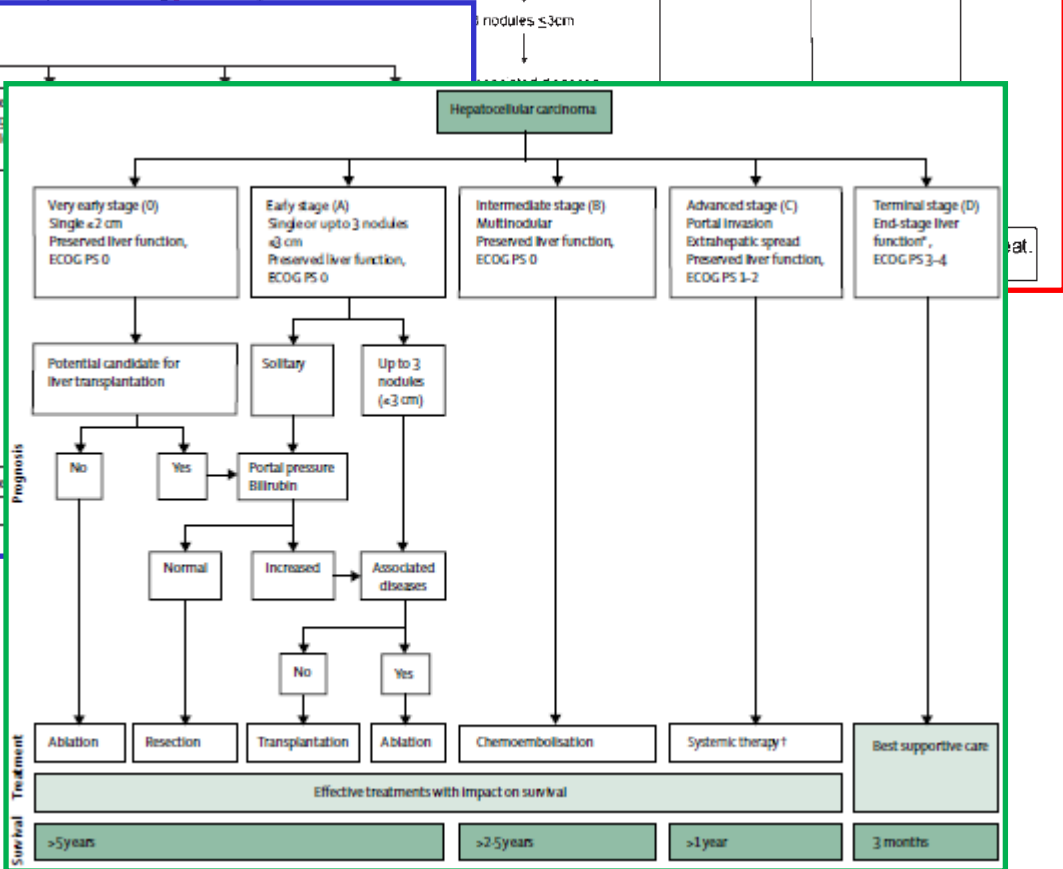 nodules ≤3cm
Hepatocellular carcinoma
Very early stage (0)
Single ≤2 cm
Preserved liver function,
ECOG PS 0
Early stage (A)
Single or up to 3 nodules
≤3 cm
Preserved liver function,
ECOG PS 0
Intermediate stage (B)
Multinodular
Preserved liver function,
ECOG PS 0
Advanced stage (C)
Portal invasion
Extrahepatic spread
Preserved liver function,
ECOG PS 1–2
Terminal stage (D)
End-stage liver
function*,
ECOG PS 3–4
eat.
Potential candidate for
liver transplantation
Solitary
Up to 3
nodules
(≤3 cm)
Prognosis
No
Yes
Portal pressure
Bilirubin
Normal
Increased
Associated
diseases
No
Yes
Treatment
Ablation
Resection
Transplantation
Ablation
Chemoembolisation
Systemic therapy†
Best supportive care
Effective treatments with impact on survival
Survival
>5 years
>2·5 years
>1 year
3 months